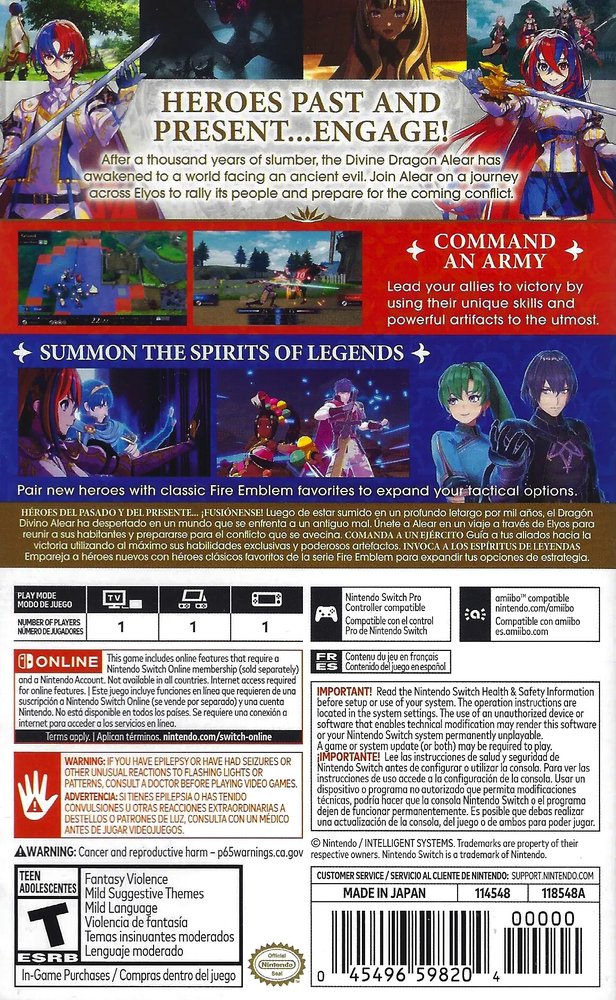 HEROES PAST AND
PRESENT...ENGAGE!
After a thousand years of slumber, the Divine Dragon Alear has
awakened to a world facing an ancient evil. Join Alear on a journey
across Elyos to rally its people and prepare for the coming conflict.
COMMAND
AN ARMY
Lead your allies to victory by
using their unique skills and
powerful artifacts to the utmost.
SUMMON THE SPIRITS OF LEGENDS
Pair new heroes with classic Fire Emblem favorites to expand your tactical options.
HÉROES DEL PASADO Y DEL PRESENTE... ¡FUSIÓNENSE! Luego de estar sumido en un profundo letargo por mil años, el Dragón
Divino Alear ha despertado en un mundo que se enfrenta a un antiguo mal. Únete a Alear en un viaje a través de Elyos para
reunir a sus habitantes y prepararse para el conflicto que se avecina. COMANDA A UN EJÉRCITO Guía a tus aliados hacia la
victoria utilizando al máximo sus habilidades exclusivas y poderosos artefactos. INVOCA A LOS ESPÍRITUS DE LEYENDAS
Empareja a héroes nuevos con héroes clásicos favoritos de la serie Fire Emblem para expandir tus opciones de estrategia.
PLAY MODE
MODO DE JUEGO
TV
NUMBER OF PLAYERS
NÚMERO DE JUGADORES
1
1
1
Nintendo Switch Pro
Controller compatible
Compatible con el control
Pro de Nintendo Switch
amiibo™ compatible
nintendo.com/amiibo
Compatible con amiibo
es.amiibo.com
ONLINE
This game includes online features that require a
Nintendo Switch Online membership (sold separately)
and a Nintendo Account. Not available in all countries. Internet access required
for online features. | Este juego incluye funciones en línea que requieren de una
suscripción a Nintendo Switch Online (se vende por separado) y una cuenta
Nintendo. No está disponible en todos los países. Se requiere una conexión a
internet para acceder a los servicios en línea.
Terms apply. | Aplican términos. nintendo.com/switch-online
FR
ES
Contenu du jeu en français
Contenido del juego en español
WARNING: IF YOU HAVE EPILEPSY OR HAVE HAD SEIZURES OR
OTHER UNUSUAL REACTIONS TO FLASHING LIGHTS OR
PATTERNS, CONSULT A DOCTOR BEFORE PLAYING VIDEO GAMES.
ADVERTENCIA: SI TIENES EPILEPSIA O HAS TENIDO
CONVULSIONES U OTRAS REACCIONES EXTRAORDINARIAS A
DESTELLOS O PATRONES DE LUZ, CONSULTA CON UN MÉDICO
ANTES DE JUGAR VIDEOJUEGOS.
IMPORTANT! Read the Nintendo Switch Health & Safety Information
before setup or use of your system. The operation instructions are
located in the system settings. The use of an unauthorized device or
software that enables technical modification may render this software
or your Nintendo Switch system permanently unplayable.
A game or system update (or both) may be required to play.
¡IMPORTANTE! Lee las instrucciones de salud y seguridad de
Nintendo Switch antes de configurar o utilizar la consola. Para ver las
instrucciones de uso accede a la configuración de la consola. Usar un
dispositivo o programa no autorizado que permita modificaciones
técnicas, podría hacer que la consola Nintendo Switch o el programa
dejen de funcionar permanentemente. Es posible que debas realizar
una actualización de la consola, del juego o de ambos para poder jugar.
WARNING: Cancer and reproductive harm – p65warnings.ca.gov
© Nintendo / INTELLIGENT SYSTEMS. Trademarks are property of their
respective owners. Nintendo Switch is a trademark of Nintendo.
TEEN
ADOLESCENTES
T
ESRB
Fantasy Violence
Mild Suggestive Themes
Mild Language
Violencia de fantasía
Temas insinuantes moderados
Lenguaje moderado
In-Game Purchases / Compras dentro del juego
Official
Nintendo
Seal
CUSTOMER SERVICE / SERVICIO AL CLIENTE DE NINTENDO: SUPPORT.NINTENDO.COM
MADE IN JAPAN
114548
118548A
00000
0 45496 59820 4